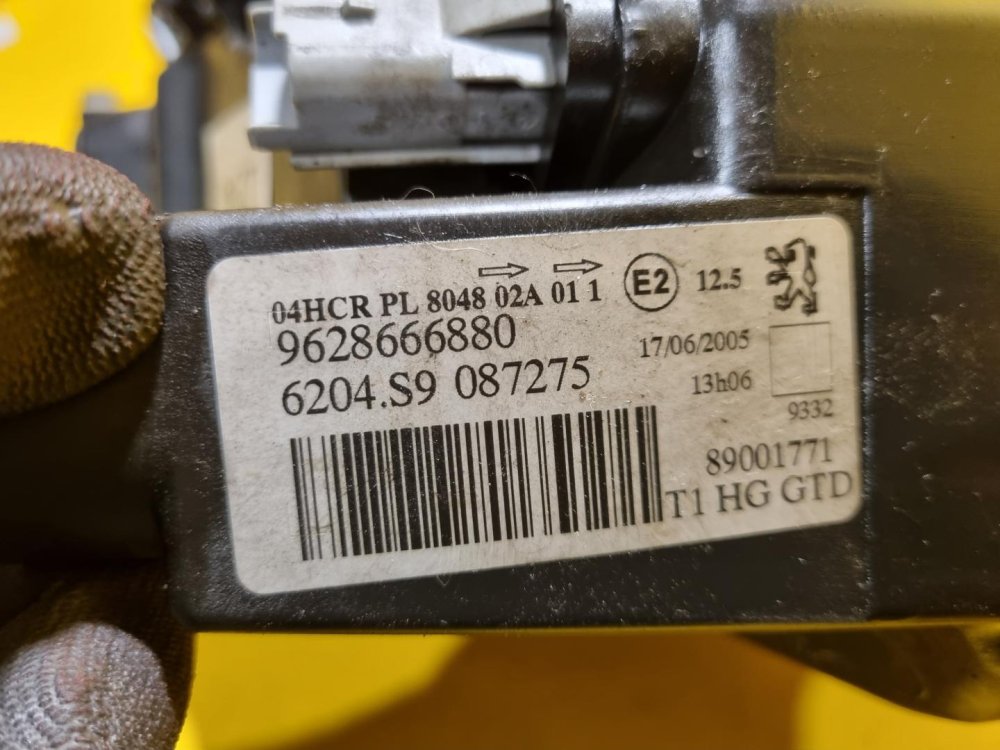 04HCR PL 8048 02A 01 1 E2 12.5
9628666880 17/06/2005
6204.S9 087275 13h06
9332
89001771
T1 HG GTD